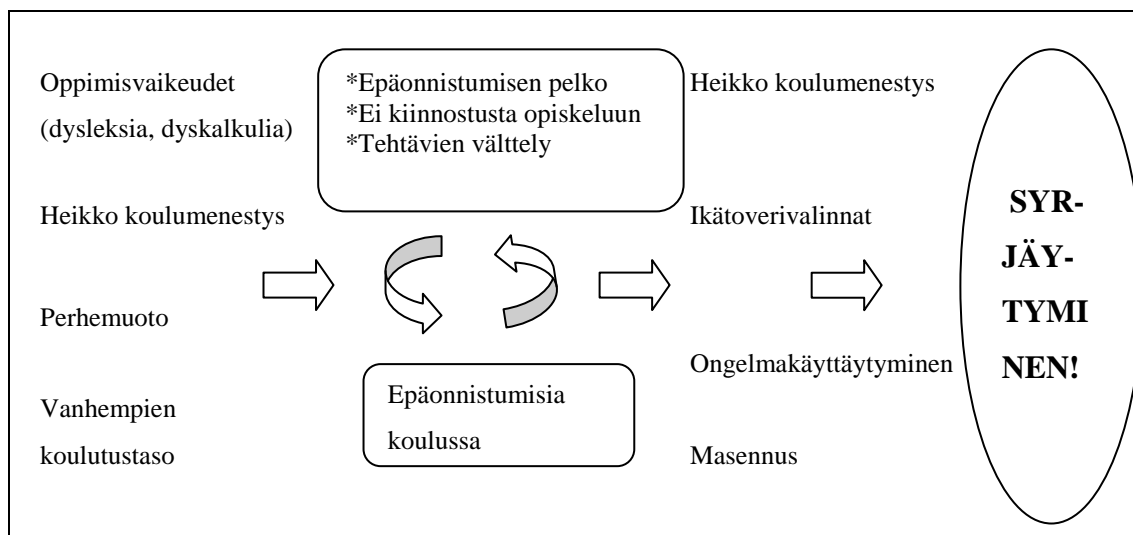 Oppimisvaikeudet
(dysleksia, dyskalkulia)
Heikko koulumenestys
Perhemuoto
Vanhempien
koulutustaso
*Epäonnistumisen pelko
*Ei kiinnostusta opiskeluun
*Tehtävien välttely
Epäonnistumisia
koulussa
Heikko koulumenestys
Ikätoverivalinnat
Ongelmakäyttäytyminen
Masennus
SYR-
JÄY-
TYMI
NEN!